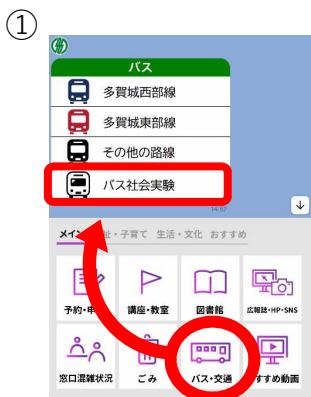 ①
バス
多賀城西部線
多賀城東部線
その他の路線
バス社会実験
14:57
メイン 祉・子育て 生活・文化 おすすめ
予約・申
講座・教室
図書館
広報誌・HP・SNS
窓口混雑状況
ごみ
バス・交通
すすめ動画